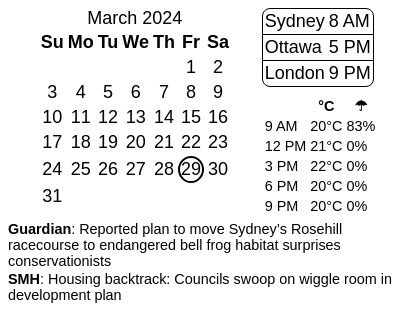 March 2024
Su Mo Tu We Th Fr Sa
1 2
3 4 5 6 7 8 9
10 11 12 13 14 15 16
17 18 19 20 21 22 23
24 25 26 27 28 29 30
31
Sydney 8 AM
Ottawa 5 PM
London 9 PM
°C ☂
9 AM 20°C 83%
12 PM 21°C 0%
3 PM 22°C 0%
6 PM 20°C 0%
9 PM 20°C 0%
Guardian: Reported plan to move Sydney’s Rosehill
racecourse to endangered bell frog habitat surprises
conservationists
SMH: Housing backtrack: Councils swoop on wiggle room in
development plan